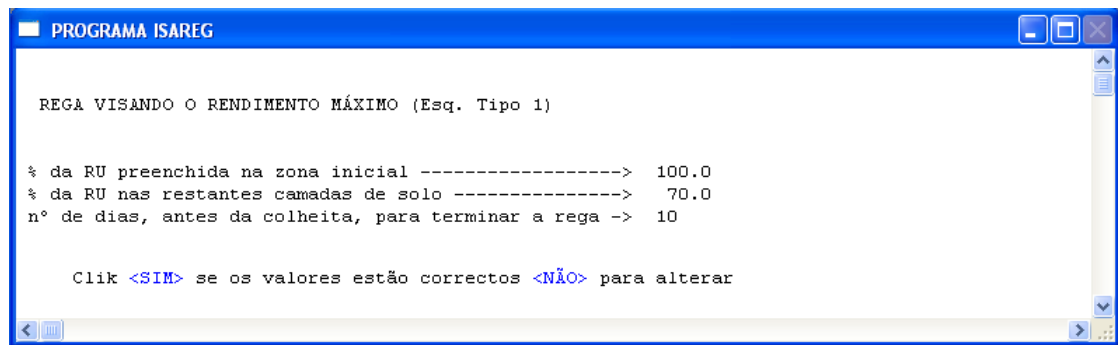 PROGRAMA ISAREG
REGA VISANDO O RENDIMENTO MÁXIMO (Esq. Tipo 1)
% da RU preenchida na zona inicial ------------------> 100.0
% da RU nas restantes camadas de solo ---------------> 70.0
nº de dias, antes da colheita, para terminar a rega -> 10
Clik <SIM> se os valores estão correctos <NÃO> para alterar